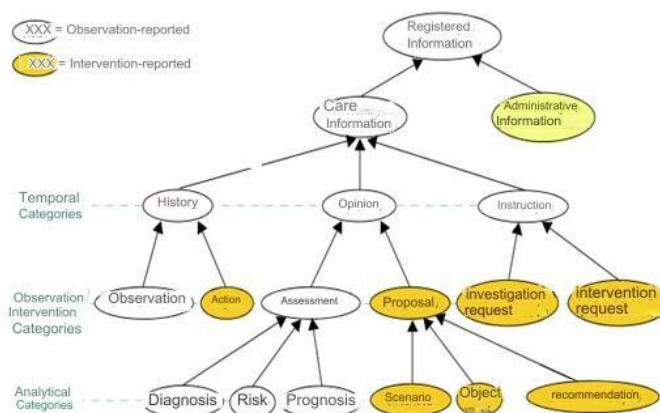 XXX = Observation-reported
XXX = Intervention-reported
Registered
Information
Care
Information
Administrative
Information
Temporal
Categories
History
Opinion
Instruction
Observation
Intervention
Categories
Observation
Action
Assessment
Proposal
investigation
request
intervention
request
Analytical
Categories
Diagnosis
Risk
Prognosis
Scenario
Object
recommendation